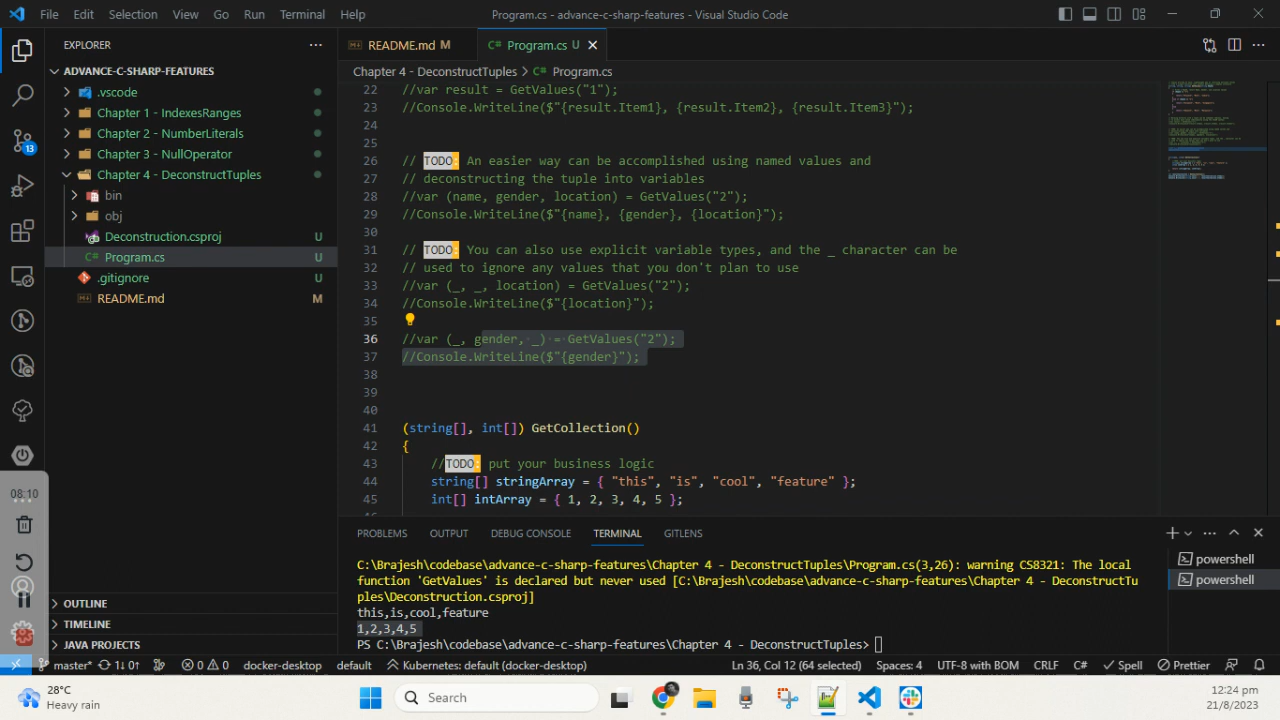 File Edit Selection View Go Run Terminal Help
Program.cs - advance-c-sharp-features - Visual Studio Code
EXPLORER
README.md M
Program.cs U
ADVANCE-C-SHARP-FEATURES
.vscode
Chapter 1 - IndexesRanges
Chapter 2 - NumberLiterals
Chapter 3 - NullOperator
Chapter 4 - DeconstructTuples
bin
obj
Deconstruction.csproj U
Program.cs U
.gitignore U
README.md M
13
08:10
OUTLINE
TIMELINE
JAVA PROJECTS
Chapter 4 - DeconstructTuples > Program.cs
22 //var result = GetValues("1");
23 //Console.WriteLine($"{result.Item1}, {result.Item2}, {result.Item3}");
24
25
26 // TODO: An easier way can be accomplished using named values and
27 // deconstructing the tuple into variables
28 //var (name, gender, location) = GetValues("2");
29 //Console.WriteLine($"{name}, {gender}, {location}");
30
31 // TODO: You can also use explicit variable types, and the _ character can be
32 // used to ignore any values that you don't plan to use
33 //var (_, _, location) = GetValues("2");
34 //Console.WriteLine($"{location}");
35
36 //var (_, gender, _) = GetValues("2");
37 //Console.WriteLine($"{gender}");
38
39
40
41 (string[], int[]) GetCollection()
42 {
43 //TODO: put your business logic
44 string[] stringArray = { "this", "is", "cool", "feature" };
45 int[] intArray = { 1, 2, 3, 4, 5 };
PROBLEMS OUTPUT DEBUG CONSOLE TERMINAL GITLENS
C:\Brajesh\codebase\advance-c-sharp-features\Chapter 4 - DeconstructTuples\Program.cs(3,26): warning CS8321: The local
function 'GetValues' is declared but never used [C:\Brajesh\codebase\advance-c-sharp-features\Chapter 4 - DeconstructTu
ples\Deconstruction.csproj]
this,is,cool,feature
1,2,3,4,5
PS C:\Brajesh\codebase\advance-c-sharp-features\Chapter 4 - DeconstructTuples>
powershell
powershell
master* 1↓ 0↑ 0 0 docker-desktop default Kubernetes: default (docker-desktop) Ln 36, Col 12 (64 selected) Spaces: 4 UTF-8 with BOM CRLF C# Spell Prettier
28°C
Heavy rain
Search
12:24 pm
21/8/2023